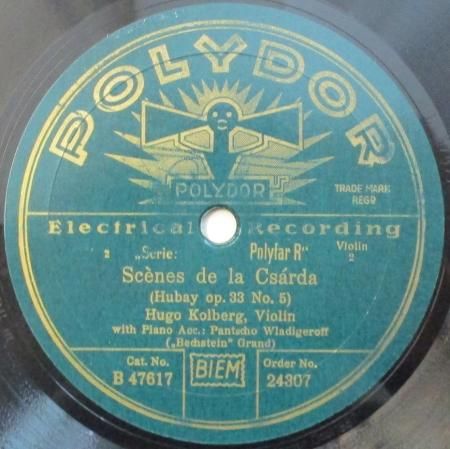 POLYDOR
POLYDOR
TRADE MARK
REGD
Electrical Recording
2 „Serie: Polyfar R“ Violin 2
Scènes de la Csárda
(Hubay op. 33 No. 5)
Hugo Kolberg, Violin
with Piano Acc.: Pantscho Wladigeroff
(„Bechstein“ Grand)
Cat. No. BIEM Order No.
B 47617 24307